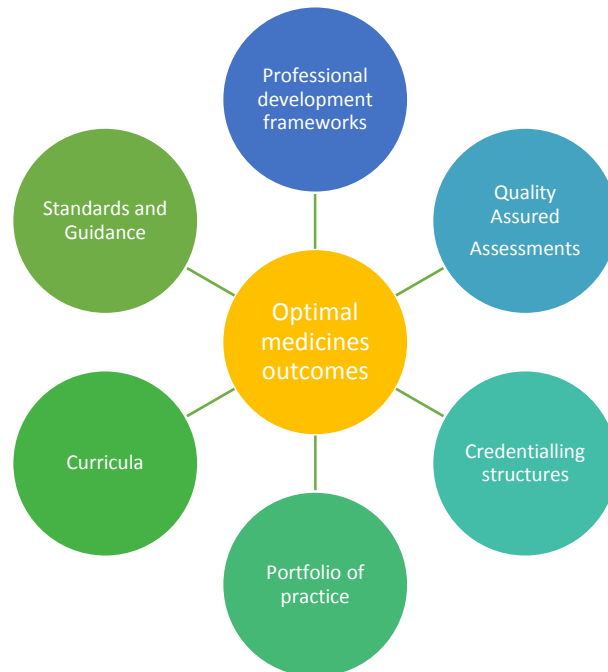 Professional
development
frameworks
Quality
Assured
Assessments
Credentialling
structures
Portfolio of
practice
Curricula
Standards and
Guidance
Optimal
medicines
outcomes